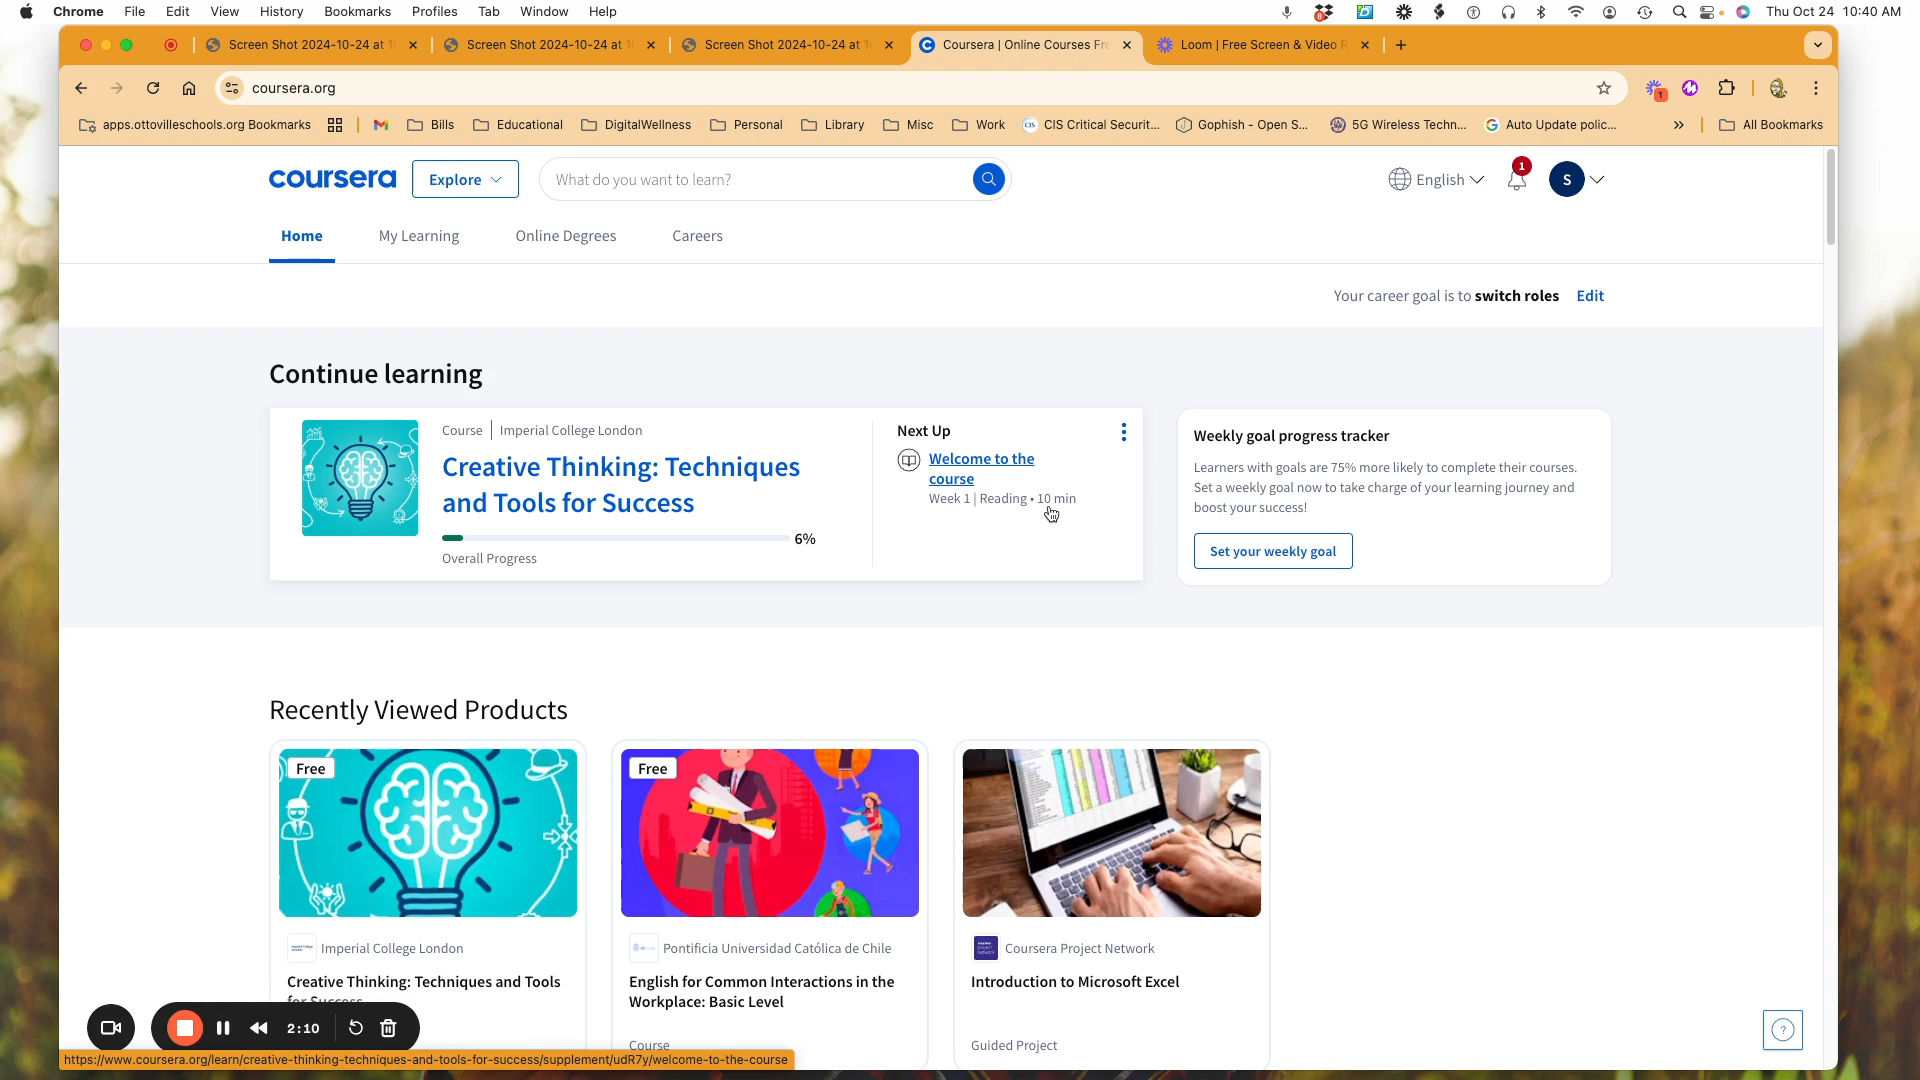 Chrome File Edit View History Bookmarks Profiles Tab Window Help
Thu Oct 24 10:40 AM
Screen Shot 2024-10-24 at 1
Screen Shot 2024-10-24 at 1
Screen Shot 2024-10-24 at 1
Coursera | Online Courses Fro
Loom | Free Screen & Video R
coursera.org
1
apps.ottovilleschools.org Bookmarks
Bills
Educational
DigitalWellness
Personal
Library
Misc
Work
CIS Critical Securit...
Gophish - Open S...
5G Wireless Techn...
Auto Update polic...
All Bookmarks
coursera
Explore
What do you want to learn?
English
1
S
Home
My Learning
Online Degrees
Careers
Your career goal is to switch roles Edit
Continue learning
Course | Imperial College London
Creative Thinking: Techniques
and Tools for Success
6%
Overall Progress
Next Up
Welcome to the
course
Week 1 | Reading • 10 min
Weekly goal progress tracker
Learners with goals are 75% more likely to complete their courses.
Set a weekly goal now to take charge of your learning journey and
boost your success!
Set your weekly goal
Recently Viewed Products
Free
Imperial College London
Creative Thinking: Techniques and Tools
for Success
Free
Pontificia Universidad Católica de Chile
English for Common Interactions in the
Workplace: Basic Level
Course
Coursera Project Network
Introduction to Microsoft Excel
Guided Project
2:10
https://www.coursera.org/learn/creative-thinking-techniques-and-tools-for-success/supplement/udR7y/welcome-to-the-course